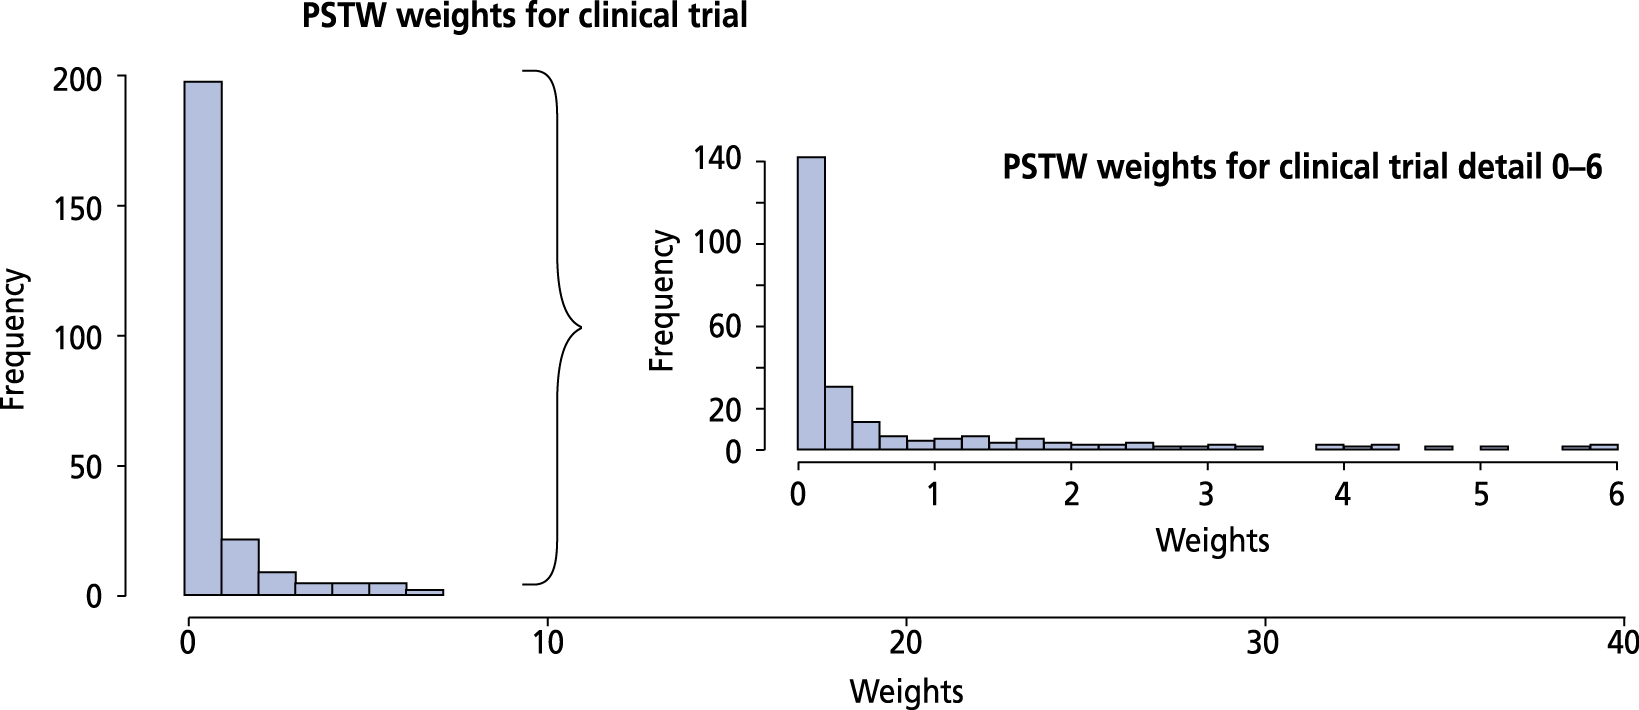 PSTW weights for clinical trial
Frequency
200
150
100
50
0
0 10 20 30 40
Weights
PSTW weights for clinical trial detail 0–6
Frequency
140
100
60
20
0
0 1 2 3 4 5 6
Weights